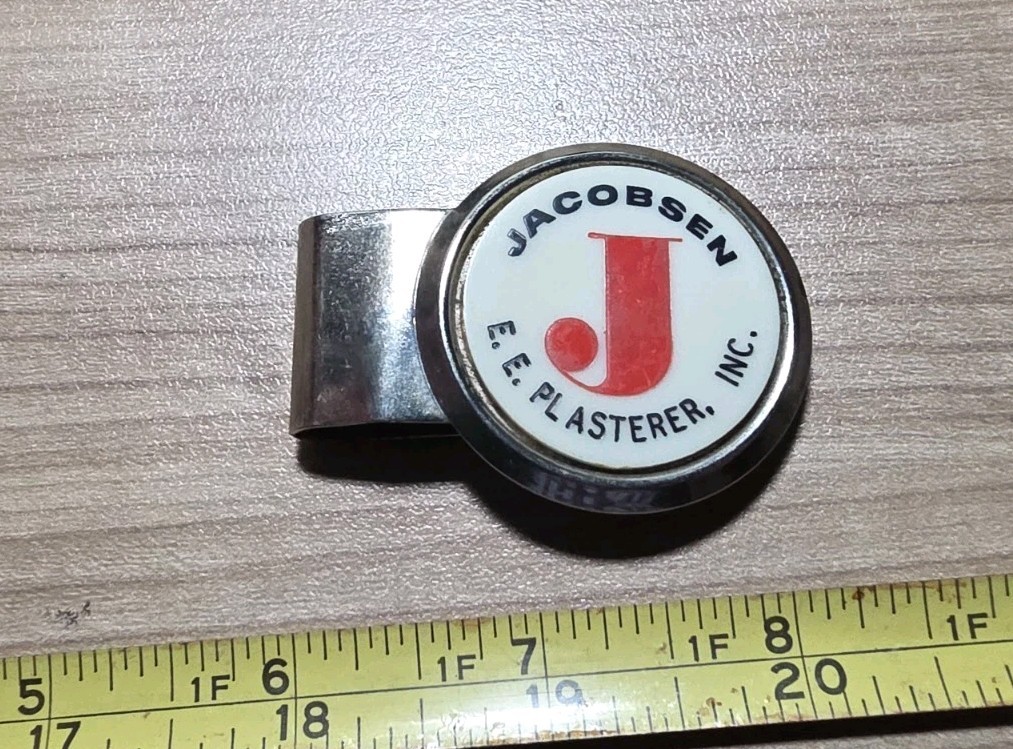 JACOBSEN
J
E. E. PLASTERER, INC.
5 1F 6 1F 7 1F 8 1F
17 18 19 20